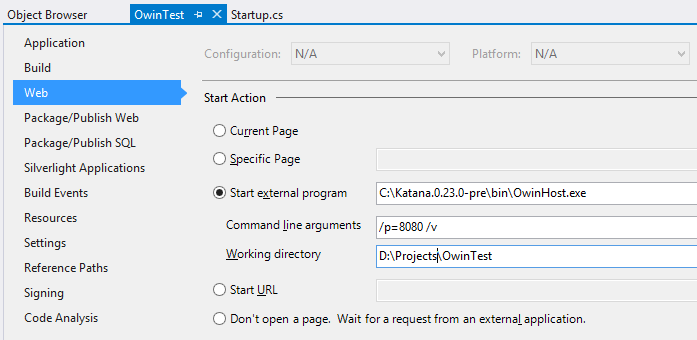 Object Browser OwinTest Startup.cs
Application
Build
Web
Package/Publish Web
Package/Publish SQL
Silverlight Applications
Build Events
Resources
Settings
Reference Paths
Signing
Code Analysis
Configuration: N/A Platform: N/A
Start Action
Current Page
Specific Page
Start external program C:\Katana.0.23.0-pre\bin\OwinHost.exe
Command line arguments /p=8080 /v
Working directory D:\Projects\OwinTest
Start URL
Don't open a page. Wait for a request from an external application.